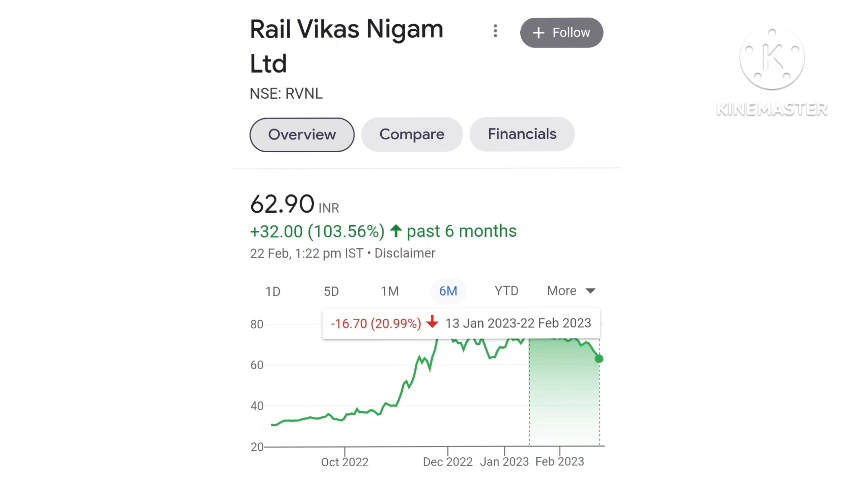 Rail Vikas Nigam
Ltd
+ Follow
NSE: RVNL
Overview Compare Financials
62.90 INR
+32.00 (103.56%) ↑ past 6 months
22 Feb, 1:22 pm IST • Disclaimer
1D 5D 1M 6M YTD More
-16.70 (20.99%) ↓ 13 Jan 2023-22 Feb 2023
80
60
40
20
Oct 2022 Dec 2022 Jan 2023 Feb 2023
K
KINEMASTER